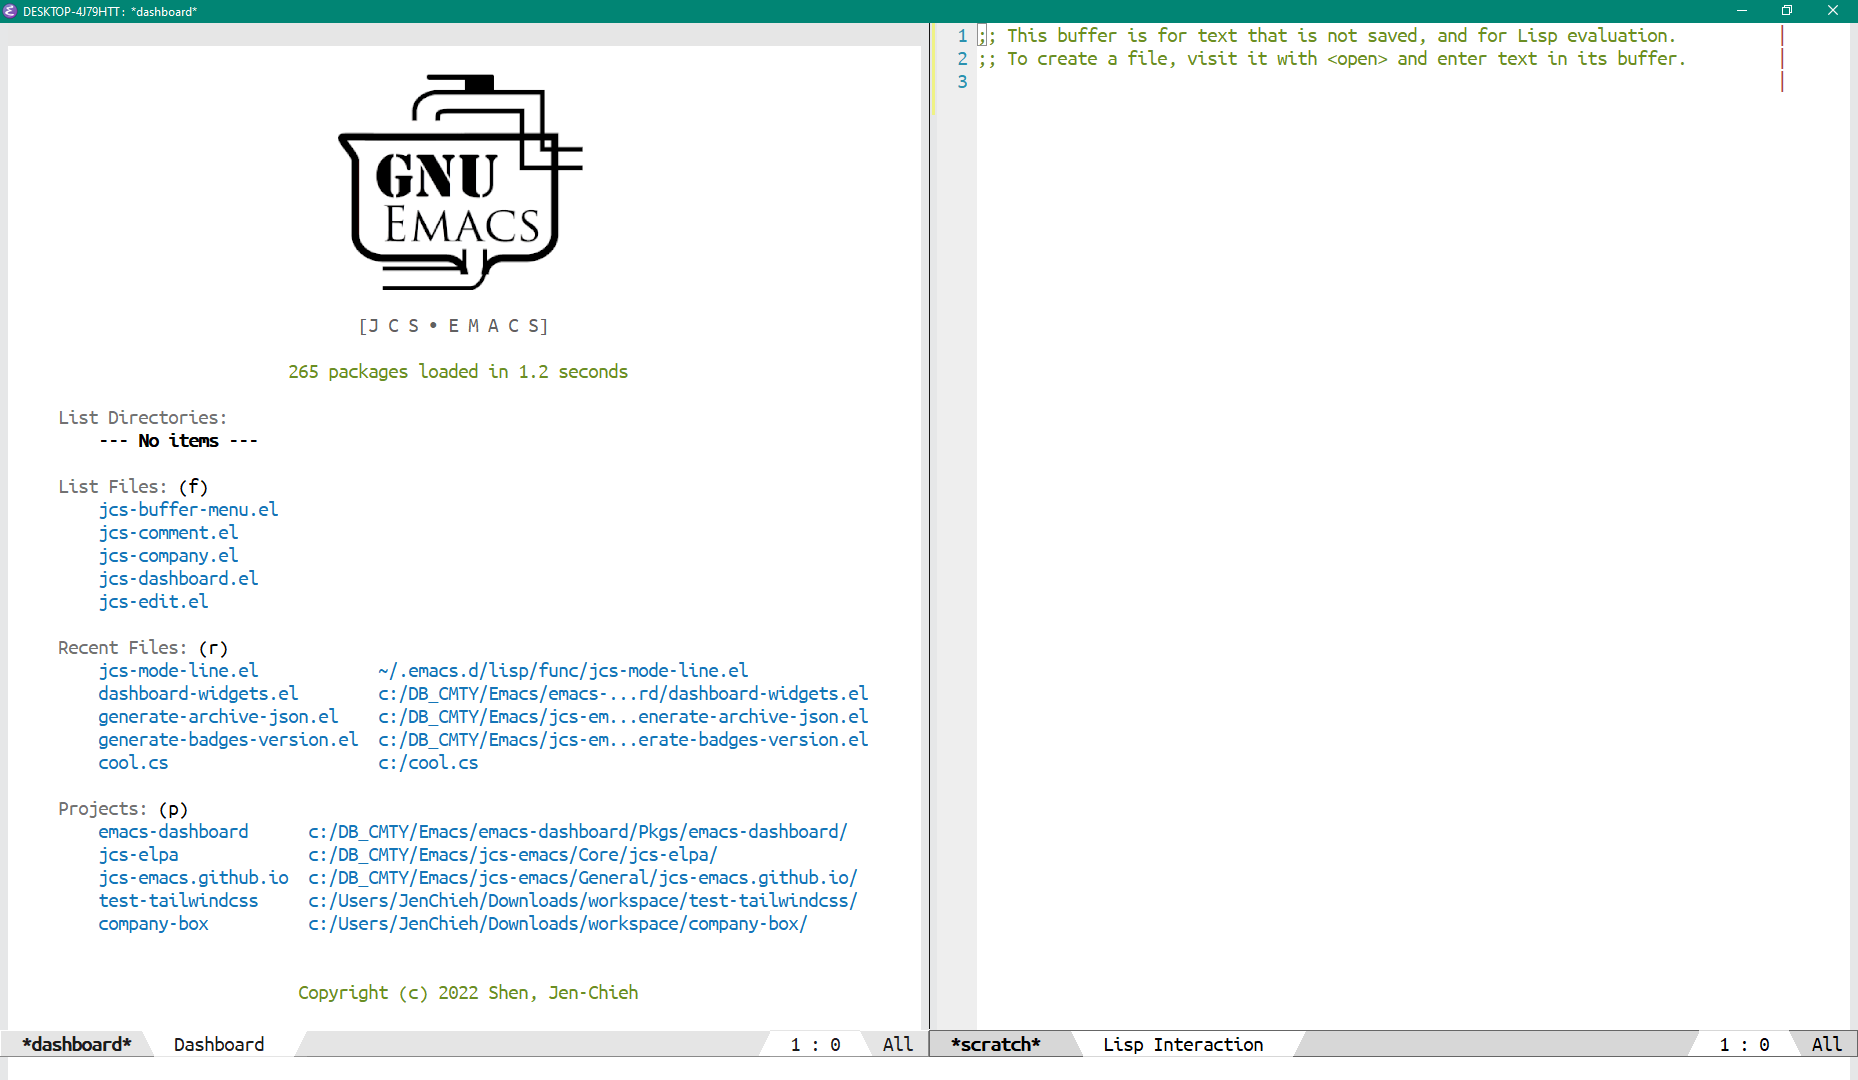 DESKTOP-4J79HTT : *dashboard*
GNU
EMACS
[J C S • E M A C S]
265 packages loaded in 1.2 seconds
List Directories:
--- No items ---
List Files: (f)
jcs-buffer-menu.el
jcs-comment.el
jcs-company.el
jcs-dashboard.el
jcs-edit.el
Recent Files: (r)
jcs-mode-line.el ~/.emacs.d/lisp/func/jcs-mode-line.el
dashboard-widgets.el c:/DB_CMTY/Emacs/emacs-...rd/dashboard-widgets.el
generate-archive-json.el c:/DB_CMTY/Emacs/jcs-em...enerate-archive-json.el
generate-badges-version.el c:/DB_CMTY/Emacs/jcs-em...erate-badges-version.el
cool.cs c:/cool.cs
Projects: (p)
emacs-dashboard c:/DB_CMTY/Emacs/emacs-dashboard/Pkgs/emacs-dashboard/
jcs-elpa c:/DB_CMTY/Emacs/jcs-emacs/Core/jcs-elpa/
jcs-emacs.github.io c:/DB_CMTY/Emacs/jcs-emacs/General/jcs-emacs.github.io/
test-tailwindcss c:/Users/JenChieh/Downloads/workspace/test-tailwindcss/
company-box c:/Users/JenChieh/Downloads/workspace/company-box/
Copyright (c) 2022 Shen, Jen-Chieh
*dashboard* Dashboard 1 : 0 All
1 ;; This buffer is for text that is not saved, and for Lisp evaluation.
2 ;; To create a file, visit it with <open> and enter text in its buffer.
3
*scratch* Lisp Interaction 1 : 0 All